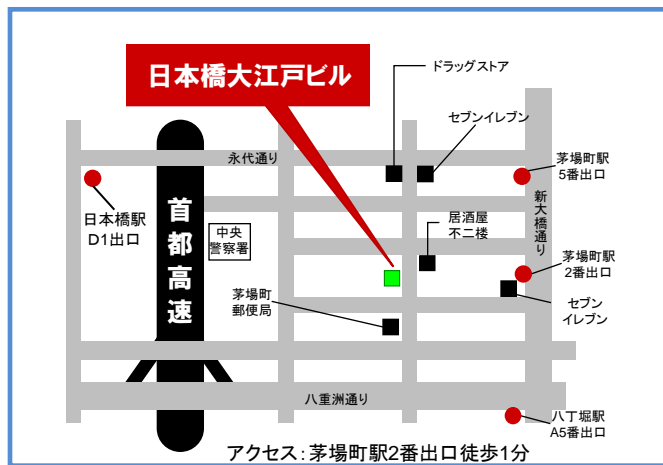 ドラッグストア
日本橋大江戸ビル
セブンイレブン
永代通り
茅場町駅
5番出口
日本橋駅
D1出口
首都高速
中央
警察署
居酒屋
不二楼
新大橋通り
茅場町駅
2番出口
茅場町
郵便局
セブン
イレブン
八重洲通り
八丁堀駅
A5番出口
アクセス：茅場町駅2番出口徒歩1分